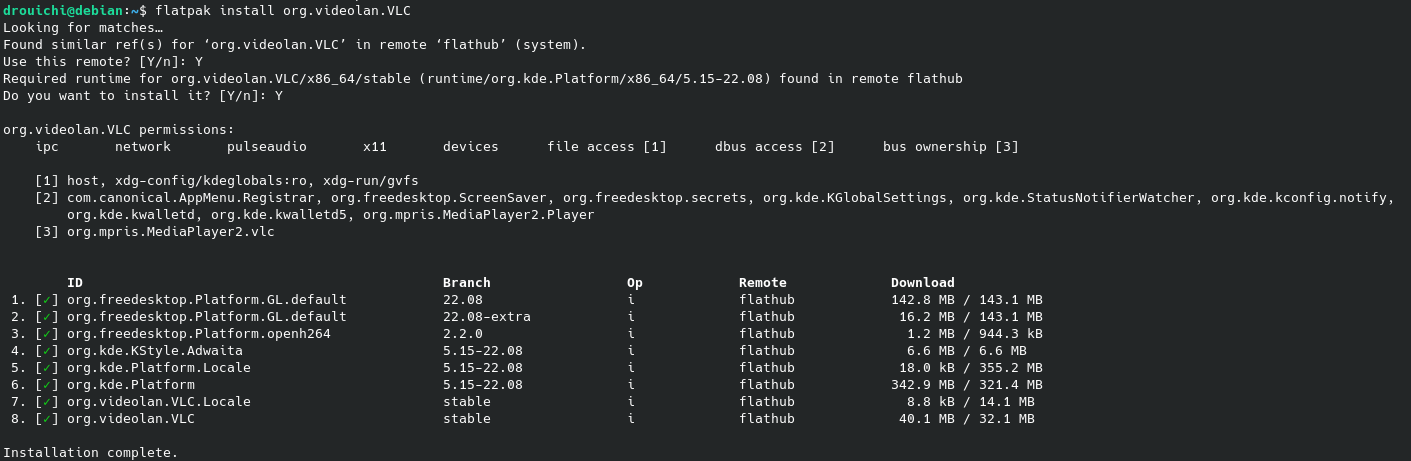 drouichi@debian:~$ flatpak install org.videolan.VLC
Looking for matches…
Found similar ref(s) for ‘org.videolan.VLC’ in remote ‘flathub’ (system).
Use this remote? [Y/n]: Y
Required runtime for org.videolan.VLC/x86_64/stable (runtime/org.kde.Platform/x86_64/5.15-22.08) found in remote flathub
Do you want to install it? [Y/n]: Y
org.videolan.VLC permissions:
ipc network pulseaudio x11 devices file access [1] dbus access [2] bus ownership [3]
[1] host, xdg-config/kdeglobals:ro, xdg-run/gvfs
[2] com.canonical.AppMenu.Registrar, org.freedesktop.ScreenSaver, org.freedesktop.secrets, org.kde.KGlobalSettings, org.kde.StatusNotifierWatcher, org.kde.kconfig.notify,
org.kde.kwalletd, org.kde.kwalletd5, org.mpris.MediaPlayer2.Player
[3] org.mpris.MediaPlayer2.vlc
ID Branch Op Remote Download
1. [✓] org.freedesktop.Platform.GL.default 22.08 i flathub 142.8 MB / 143.1 MB
2. [✓] org.freedesktop.Platform.GL.default 22.08-extra i flathub 16.2 MB / 143.1 MB
3. [✓] org.freedesktop.Platform.openh264 2.2.0 i flathub 1.2 MB / 944.3 kB
4. [✓] org.kde.KStyle.Adwaita 5.15-22.08 i flathub 6.6 MB / 6.6 MB
5. [✓] org.kde.Platform.Locale 5.15-22.08 i flathub 18.0 kB / 355.2 MB
6. [✓] org.kde.Platform 5.15-22.08 i flathub 342.9 MB / 321.4 MB
7. [✓] org.videolan.VLC.Locale stable i flathub 8.8 kB / 14.1 MB
8. [✓] org.videolan.VLC stable i flathub 40.1 MB / 32.1 MB
Installation complete.